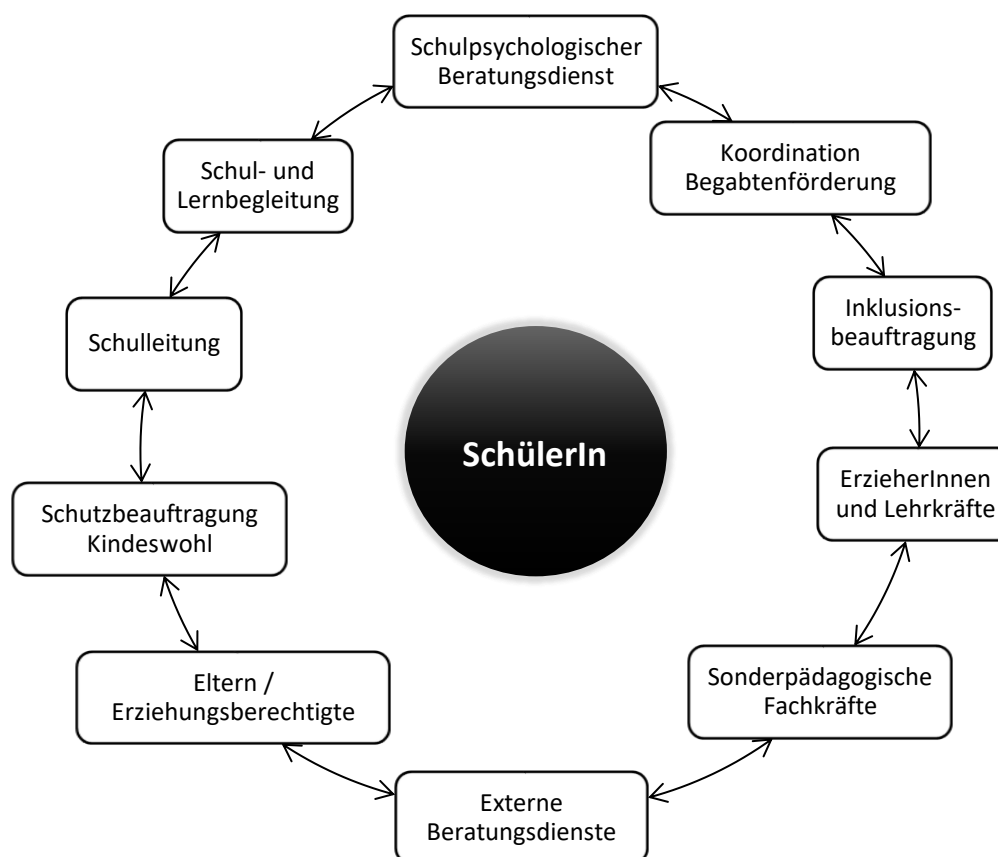 Schulpsychologischer
Beratungsdienst
Koordination
Begabtenförderung
Schul- und
Lernbegleitung
Inklusions-
beauftragung
Schulleitung
SchülerIn
ErzieherInnen
und Lehrkräfte
Schutzbeauftragung
Kindeswohl
Eltern /
Erziehungsberechtigte
Sonderpädagogische
Fachkräfte
Externe
Beratungsdienste